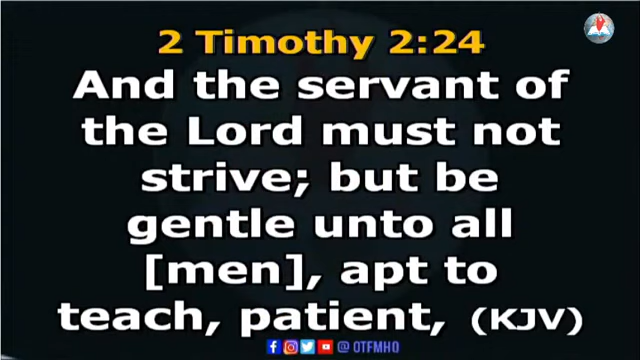 2 Timothy 2:24
And the servant of
the Lord must not
strive; but be
gentle unto all
[men], apt to
teach, patient, (KJV)
@ OTFMHQ